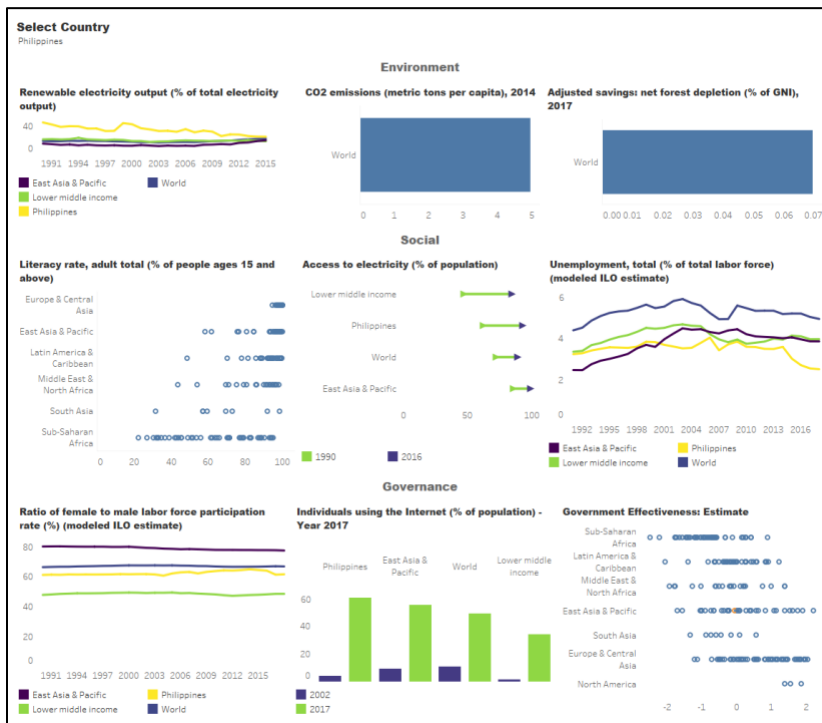 Select Country
Philippines
Environment
Renewable electricity output (% of total electricity
output)
40
0
1991 1994 1997 2000 2003 2006 2009 2012 2015
East Asia & Pacific
World
Lower middle income
Philippines
CO2 emissions (metric tons per capita), 2014
World
0 1 2 3 4 5
Adjusted savings: net forest depletion (% of GNI),
2017
World
0.00 0.01 0.02 0.03 0.04 0.05 0.06 0.07
Social
Literacy rate, adult total (% of people ages 15 and
above)
Europe & Central
Asia
East Asia & Pacific
Latin America &
Caribbean
Middle East &
North Africa
South Asia
Sub-Saharan
Africa
0 20 40 60 80 100
Access to electricity (% of population)
Lower middle income
Philippines
World
East Asia & Pacific
0 50 100
1990
2016
Unemployment, total (% of total labor force)
(modeled ILO estimate)
6
4
2
0
1992 1995 1998 2001 2004 2007 2010 2013 2016
East Asia & Pacific
Philippines
Lower middle income
World
Governance
Ratio of female to male labor force participation
rate (%) (modeled ILO estimate)
80
60
40
20
0
1991 1994 1997 2000 2003 2006 2009 2012 2015
East Asia & Pacific
Philippines
Lower middle income
World
Individuals using the Internet (% of population) -
Year 2017
Philippines
East Asia &
Pacific
World
Lower middle
income
60
40
20
0
2002
2017
Government Effectiveness: Estimate
Sub-Saharan
Africa
Latin America &
Caribbean
Middle East &
North Africa
East Asia & Pacific
South Asia
Europe & Central
Asia
North America
-2 -1 0 1 2